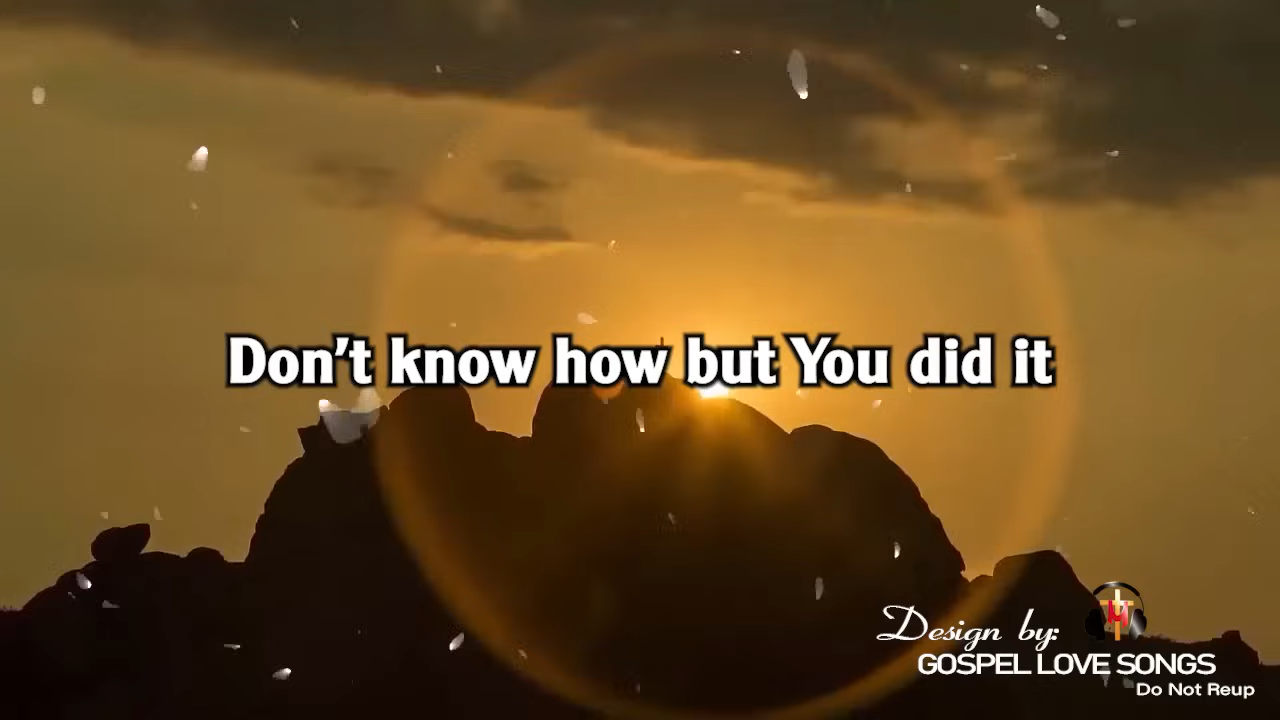 Don't know how but You did it
Design by:
GOSPEL LOVE SONGS
Do Not Reup